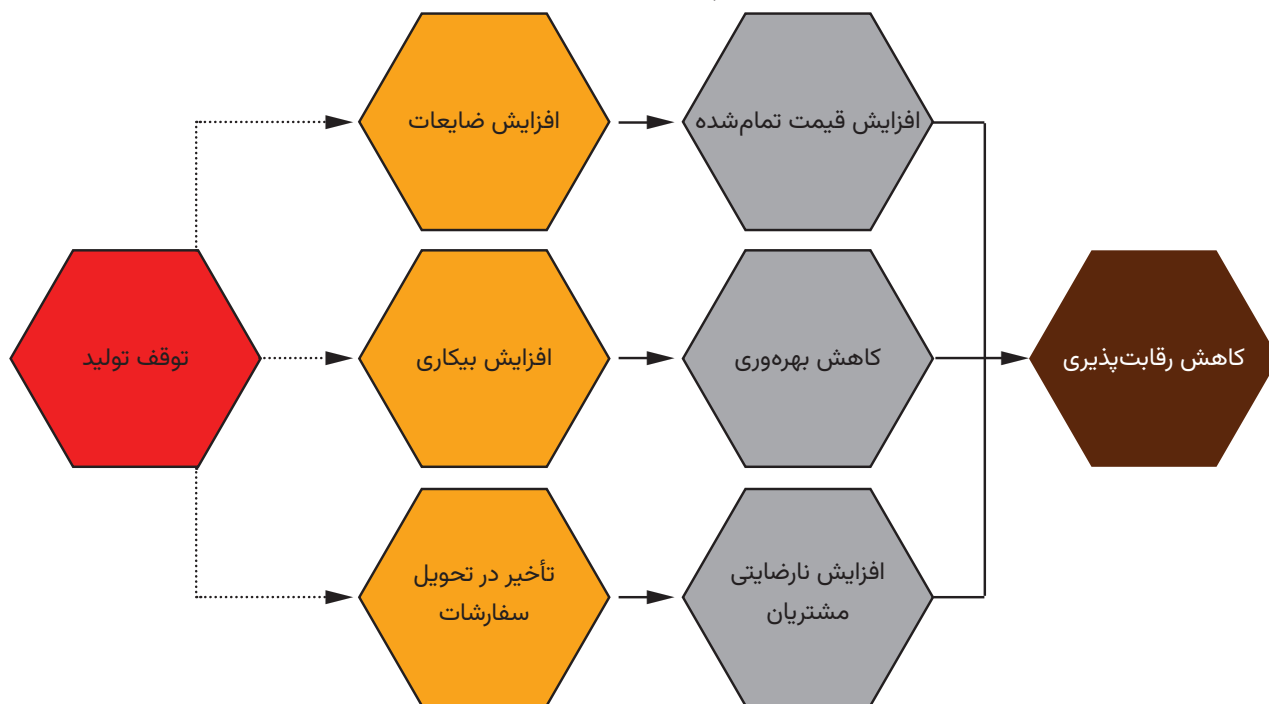 افزایش ضایعات
افزایش قیمت تمام‌شده
توقف تولید
افزایش بیکاری
کاهش بهره‌وری
کاهش رقابت‌پذیری
تأخیر در تحویل
سفارشات
افزایش نارضایتی
مشتریان